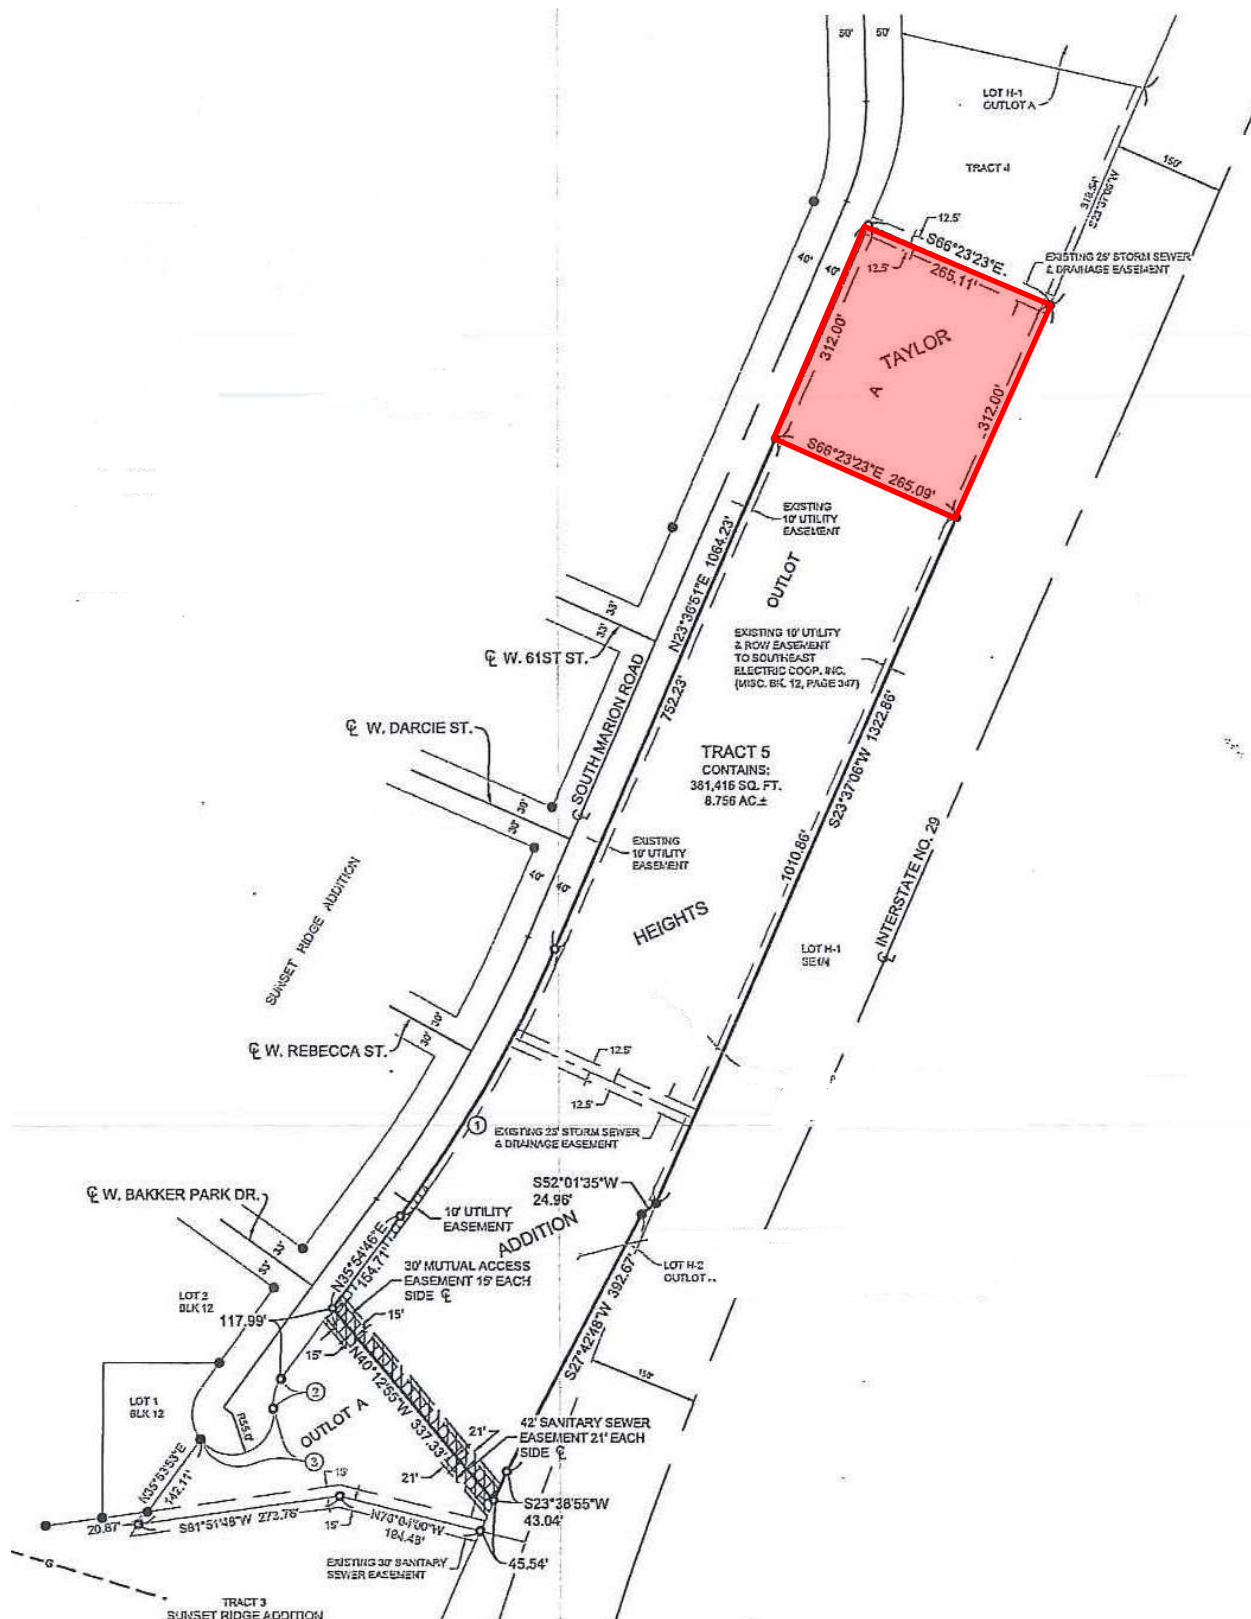 50'
50'
LOT H-1
OUTLOT A
150'
TRACT 4
318.54'
S23°37'06"W
12.5'
S66°23'23"E
265.11'
12.5'
40'
40'
EXISTING 25' STORM SEWER
& DRAINAGE EASEMENT
312.00'
TAYLOR
A
312.00'
S66°23'23"E 265.09'
EXISTING
10' UTILITY
EASEMENT
N23°36'51"E 1064.23'
OUTLOT
33'
33'
℄ W. 61ST ST.
EXISTING 10' UTILITY
& ROW EASEMENT
TO SOUTHEAST
ELECTRIC COOP. INC.
(MISC. BK. 12, PAGE 347)
752.23'
℄ SOUTH MARION ROAD
℄ W. DARCIE ST.
TRACT 5
CONTAINS:
381,416 SQ. FT.
8.756 AC.±
S23°37'06"W 1322.86'
30'
30'
EXISTING
10' UTILITY
EASEMENT
1010.86'
40'
40'
℄ INTERSTATE NO. 29
SUNSET RIDGE ADDITION
HEIGHTS
LOT H-1
SE1/4
30'
30'
℄ W. REBECCA ST.
12.5'
12.5'
1
EXISTING 25' STORM SEWER
& DRAINAGE EASEMENT
S52°01'35"W
24.96'
℄ W. BAKKER PARK DR.
10' UTILITY
EASEMENT
ADDITION
33'
33'
N35°54'46"E
154.71'
30' MUTUAL ACCESS
EASEMENT 15' EACH
SIDE ℄
LOT H-2
OUTLOT
LOT 2
BLK 12
117.99'
15'
15'
S27°42'48"W 392.67'
N40°12'55"W 337.33'
150'
LOT 1
BLK 12
2
R55.0'
OUTLOT A
42' SANITARY SEWER
EASEMENT 21' EACH
SIDE ℄
21'
21'
3
N35°53'53"E
142.11'
15'
S23°38'55"W
43.04'
20.87'
S81°51'48"W 273.76'
15'
184.48'
45.54'
EXISTING 30' SANITARY
SEWER EASEMENT
G
TRACT 3
SUNSET RIDGE ADDITION